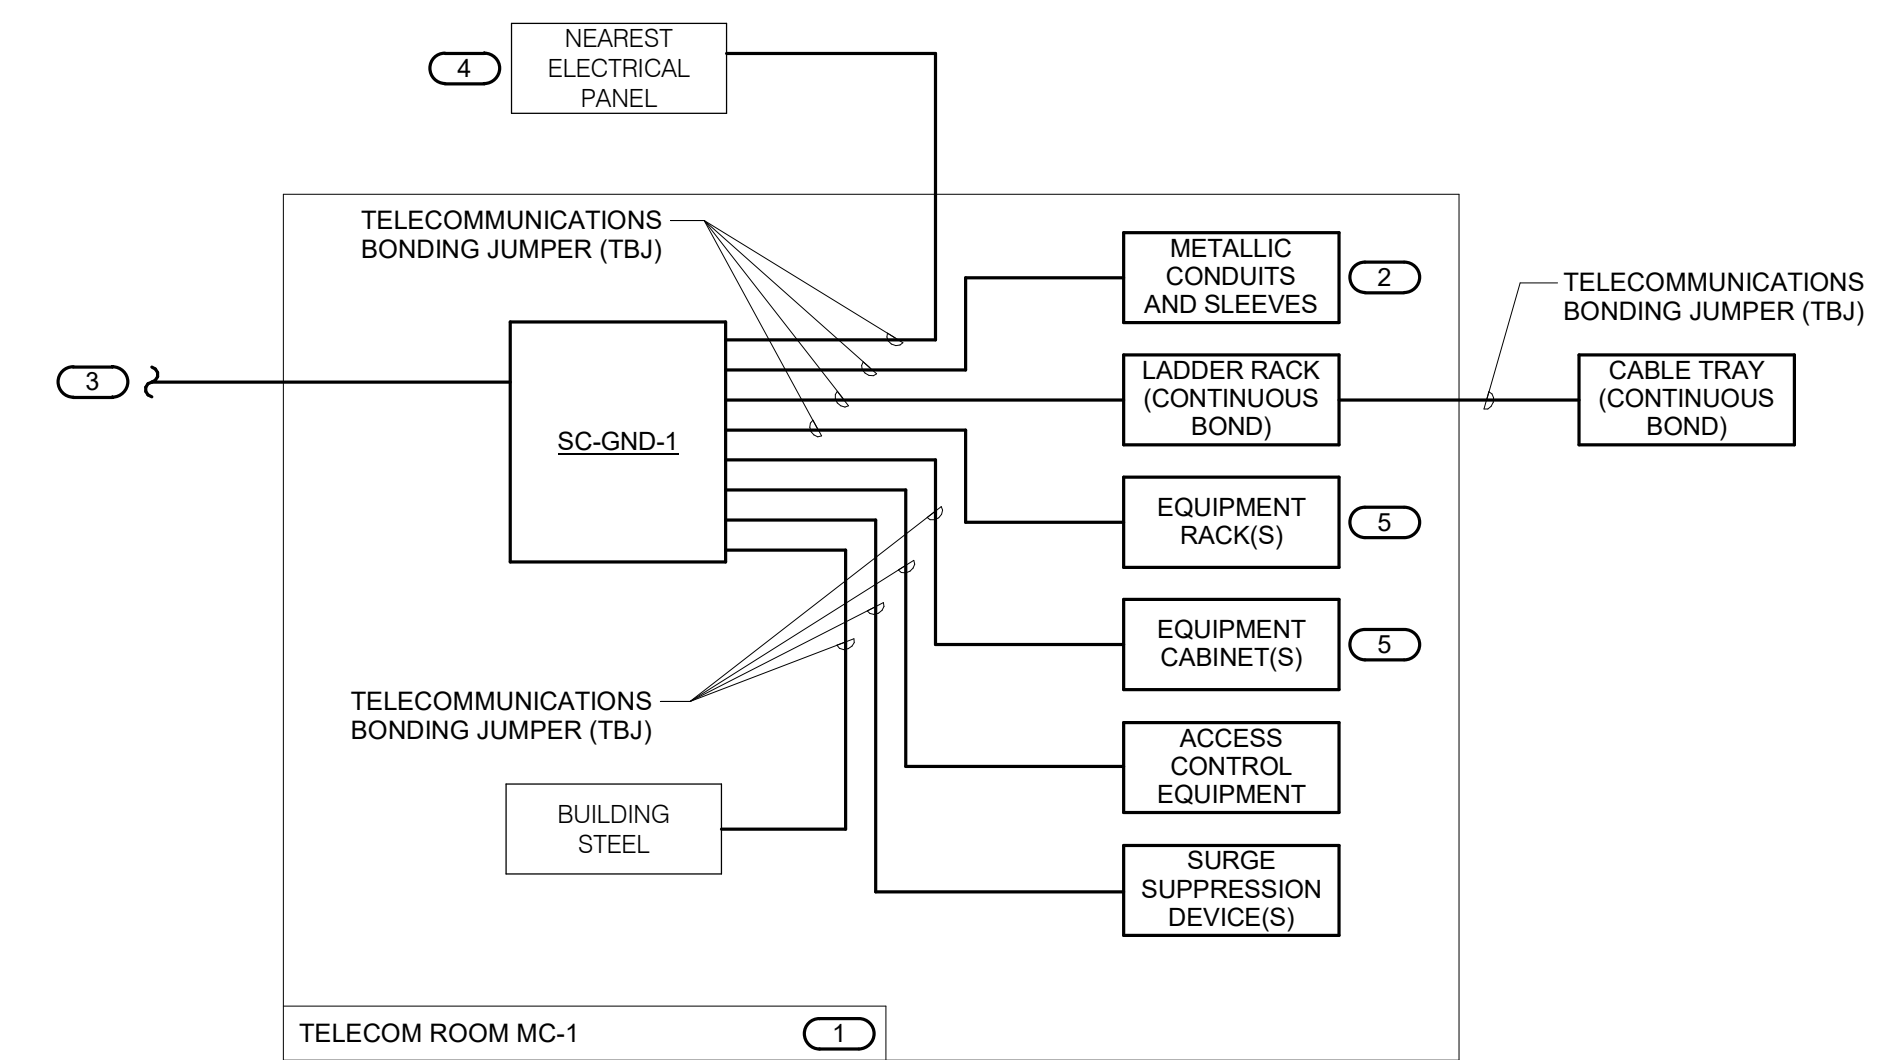 4
NEAREST
ELECTRICAL
PANEL
TELECOMMUNICATIONS
BONDING JUMPER (TBJ)
METALLIC
CONDUITS
AND SLEEVES
2
TELECOMMUNICATIONS
BONDING JUMPER (TBJ)
3
SC-GND-1
LADDER RACK
(CONTINUOUS
BOND)
CABLE TRAY
(CONTINUOUS
BOND)
EQUIPMENT
RACK(S)
5
EQUIPMENT
CABINET(S)
5
TELECOMMUNICATIONS
BONDING JUMPER (TBJ)
ACCESS
CONTROL
EQUIPMENT
BUILDING
STEEL
SURGE
SUPPRESSION
DEVICE(S)
TELECOM ROOM MC-1
1